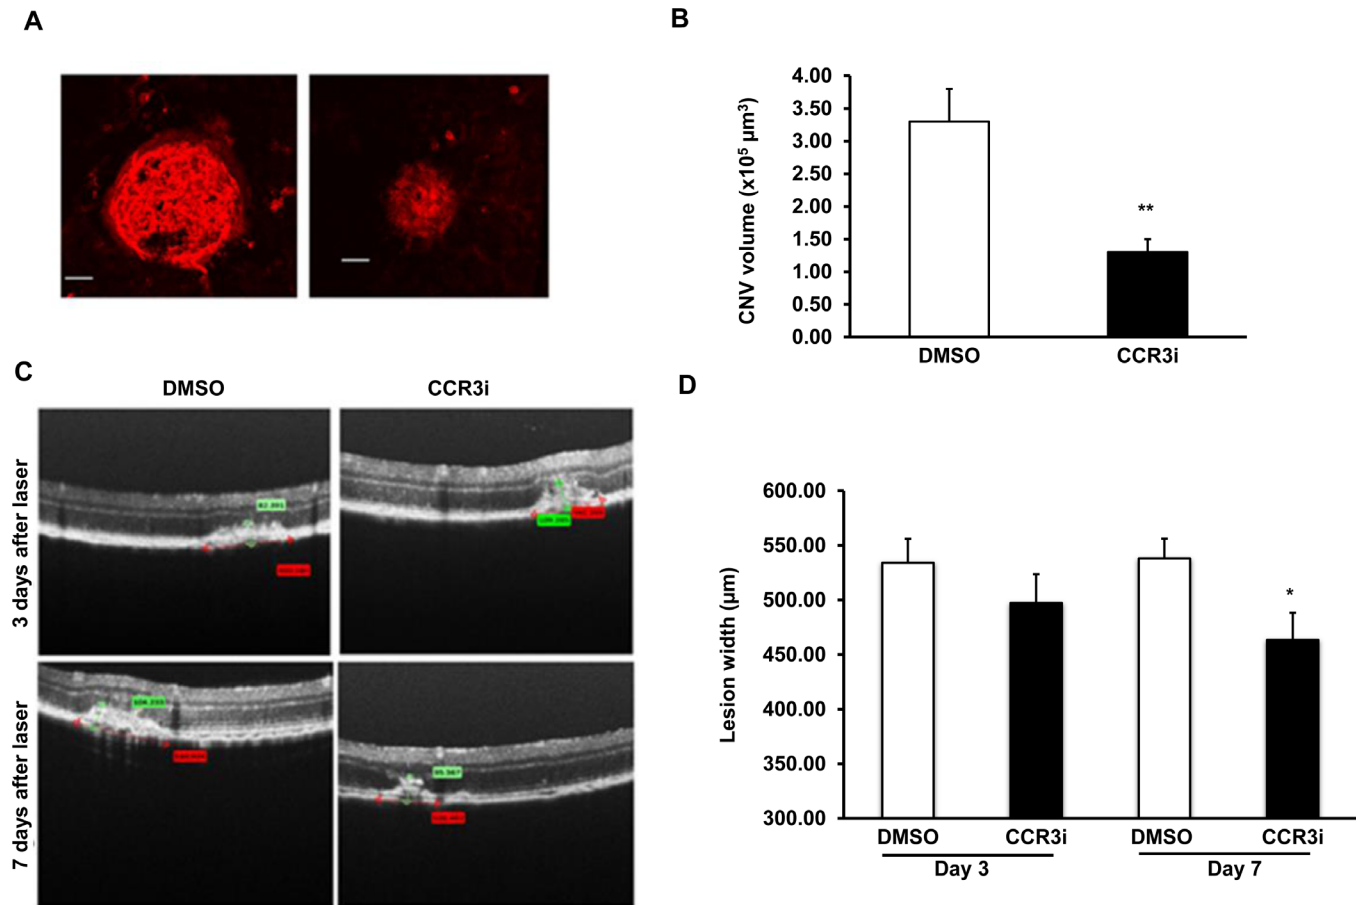 A
B
CNV volume (x10⁵ µm³)
4.00
3.50
3.00
2.50
2.00
1.50
1.00
0.50
0.00
**
DMSO
CCR3i
C
DMSO
CCR3i
3 days after laser
7 days after laser
D
Lesion width (µm)
600.00
550.00
500.00
450.00
400.00
350.00
300.00
*
DMSO
CCR3i
DMSO
CCR3i
Day 3
Day 7